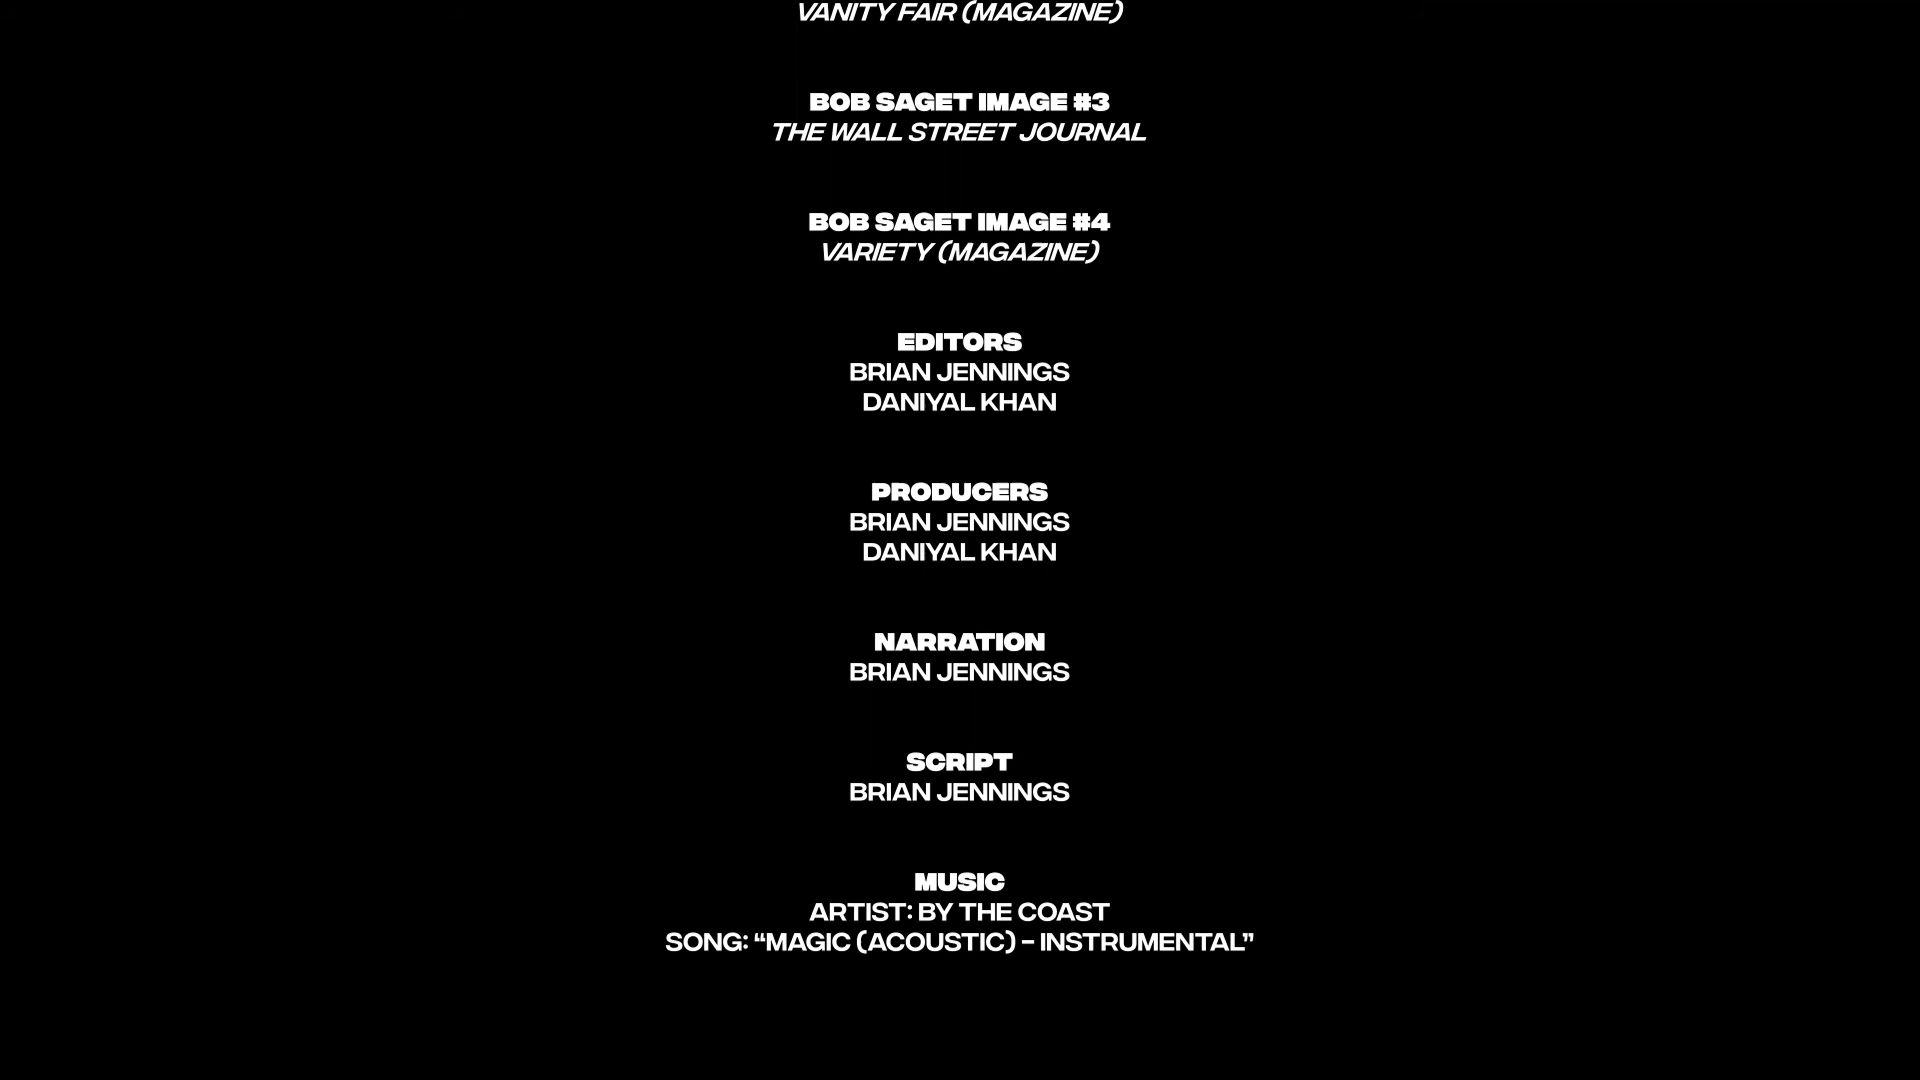 VANITY FAIR (MAGAZINE)
BOB SAGET IMAGE #3
THE WALL STREET JOURNAL
BOB SAGET IMAGE #4
VARIETY (MAGAZINE)
EDITORS
BRIAN JENNINGS
DANIYAL KHAN
PRODUCERS
BRIAN JENNINGS
DANIYAL KHAN
NARRATION
BRIAN JENNINGS
SCRIPT
BRIAN JENNINGS
MUSIC
ARTIST: BY THE COAST
SONG: “MAGIC (ACOUSTIC) – INSTRUMENTAL”